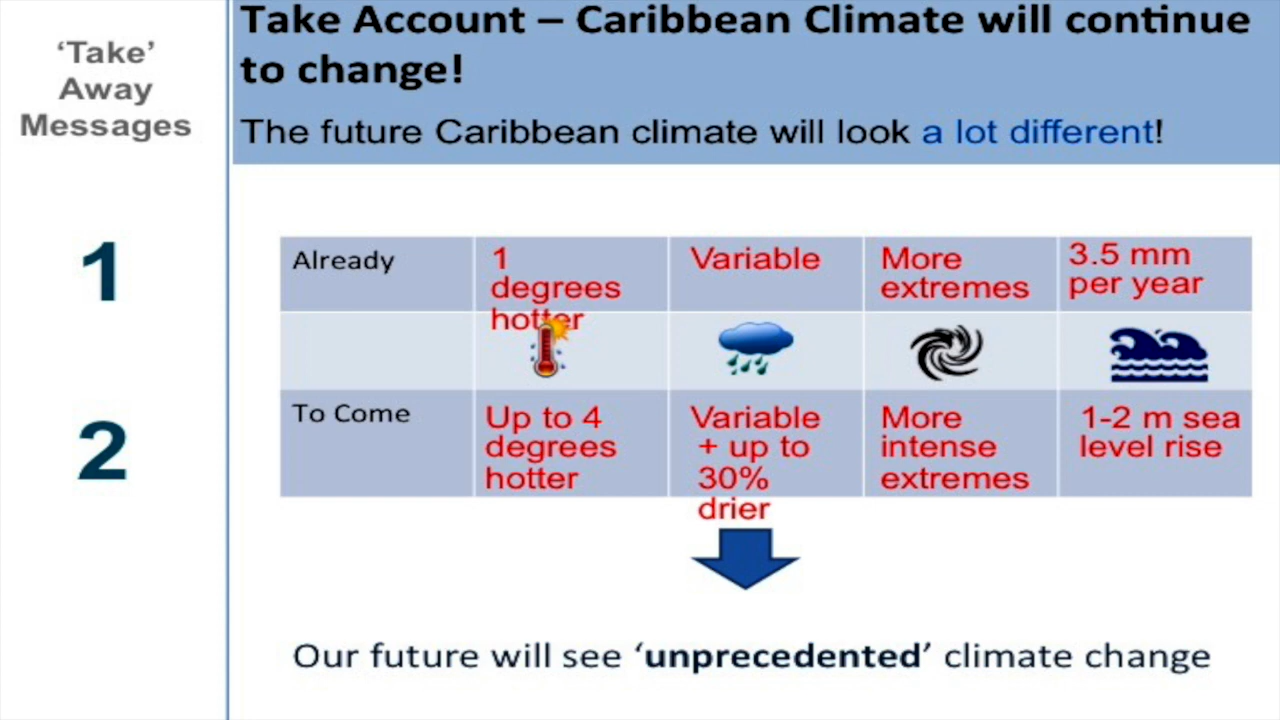 ‘Take’
Away
Messages
Take Account – Caribbean Climate will continue
to change!
The future Caribbean climate will look a lot different!
1
2
Already
1
degrees
hotter
Variable
More
extremes
3.5 mm
per year
To Come
Up to 4
degrees
hotter
Variable
+ up to
30%
drier
More
intense
extremes
1-2 m sea
level rise
Our future will see ‘unprecedented’ climate change